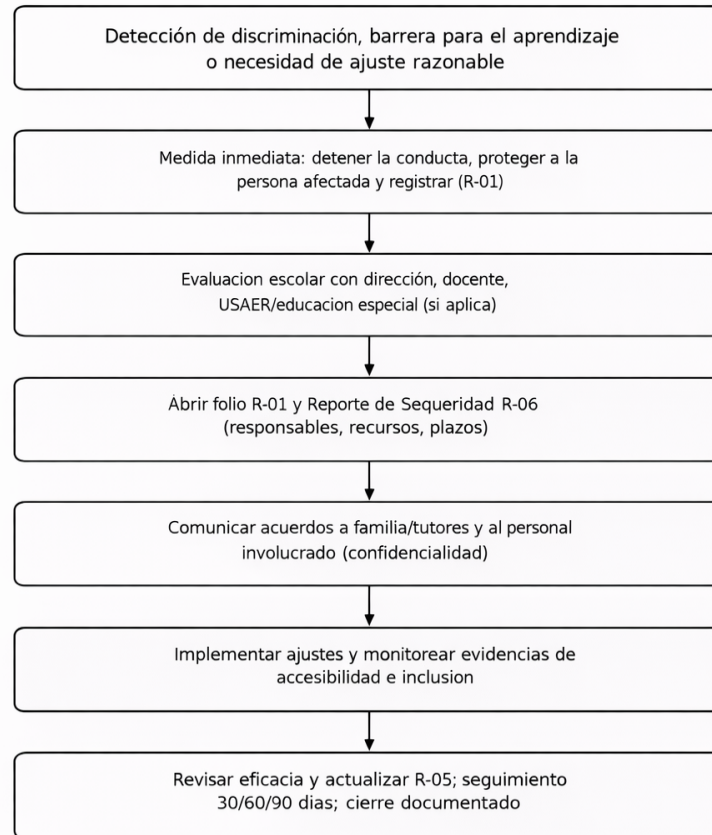 Detección de discriminación, barrera para el aprendizaje
o necesidad de ajuste razonable
Medida inmediata: detener la conducta, proteger a la
persona afectada y registrar (R-01)
Evaluacion escolar con dirección, docente,
USAER/educacion especial (si aplica)
Abrir folio R-01 y Reporte de Sequeridad R-06
(responsables, recursos, plazos)
Comunicar acuerdos a familia/tutores y al personal
involucrado (confidencialidad)
Implementar ajustes y monitorear evidencias de
accesibilidad e inclusion
Revisar eficacia y actualizar R-05; seguimiento
30/60/90 dias; cierre documentado